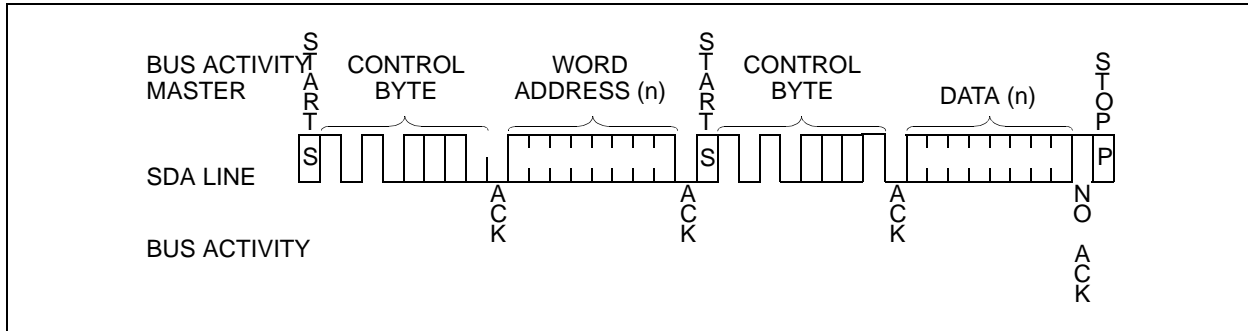 BUS ACTIVITY
MASTER
START
CONTROL
BYTE
WORD
ADDRESS (n)
START
CONTROL
BYTE
DATA (n)
STOP
SDA LINE
S
S
P
ACK
ACK
ACK
NO ACK
BUS ACTIVITY